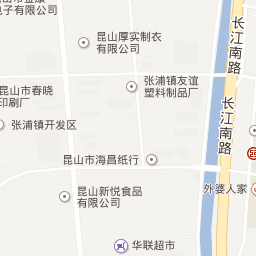 电子有限公司
昆山厚实制衣
有限公司
长江南路
张浦镇友谊
塑料制品厂
昆山市春晓
印刷厂
张浦镇开发区
长江南路
昆山市海昌纸行
昆山新悦食品
有限公司
外婆人家
华联超市